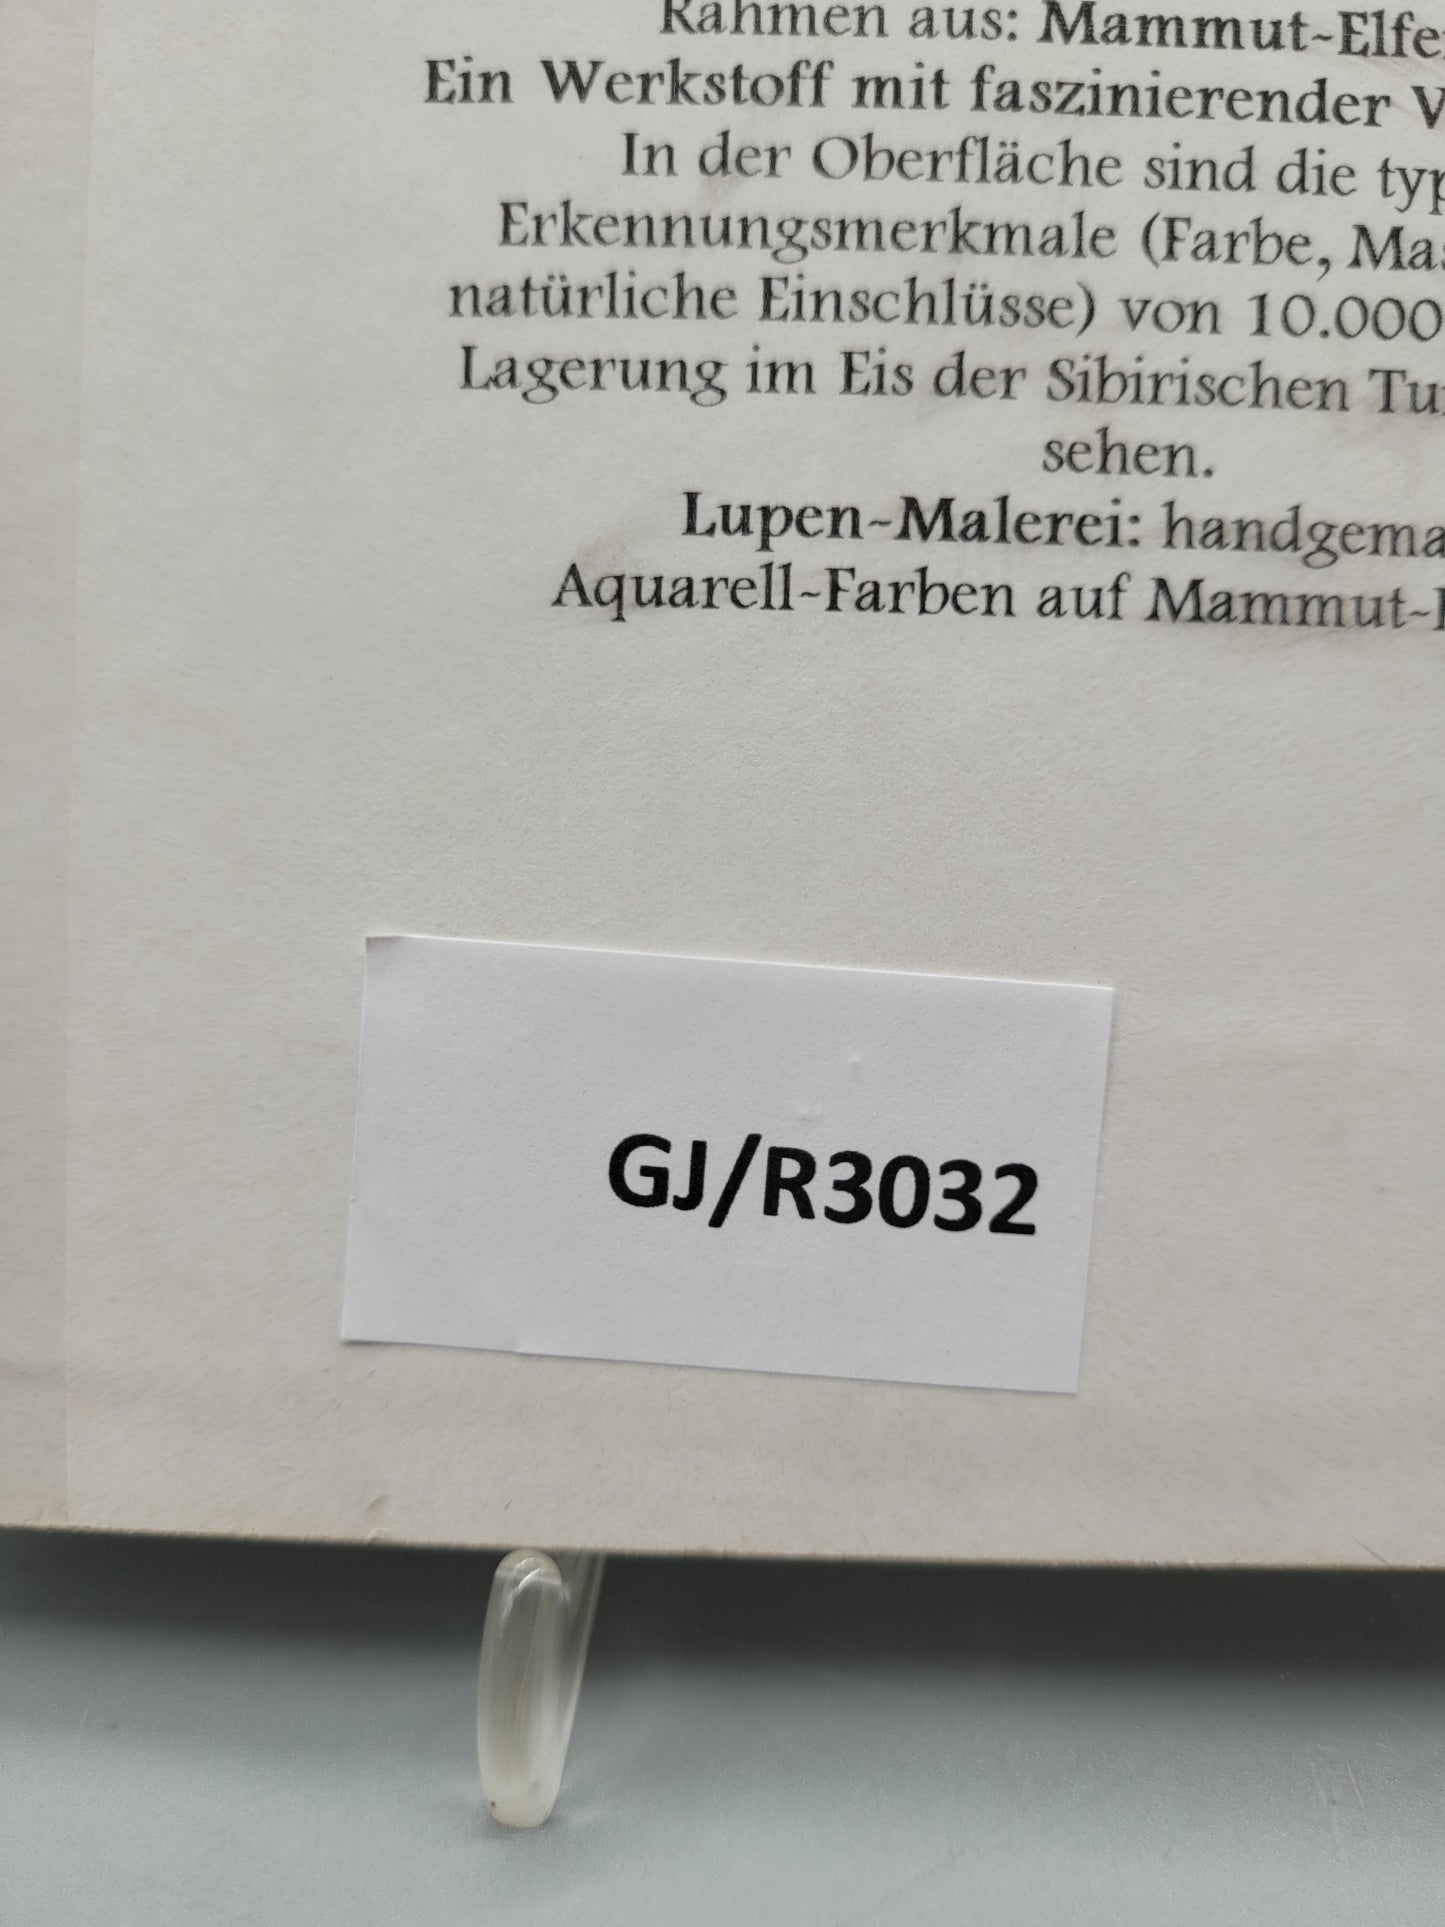 Rahmen aus: Mammut-Elfe
Ein Werkstoff mit faszinierender V
In der Oberfläche sind die typ
Erkennungsmerkmale (Farbe, Mas
natürliche Einschlüsse) von 10.000
Lagerung im Eis der Sibirischen Tu
sehen.
Lupen-Malerei: handgema
Aquarell-Farben auf Mammut-
GJ/R3032